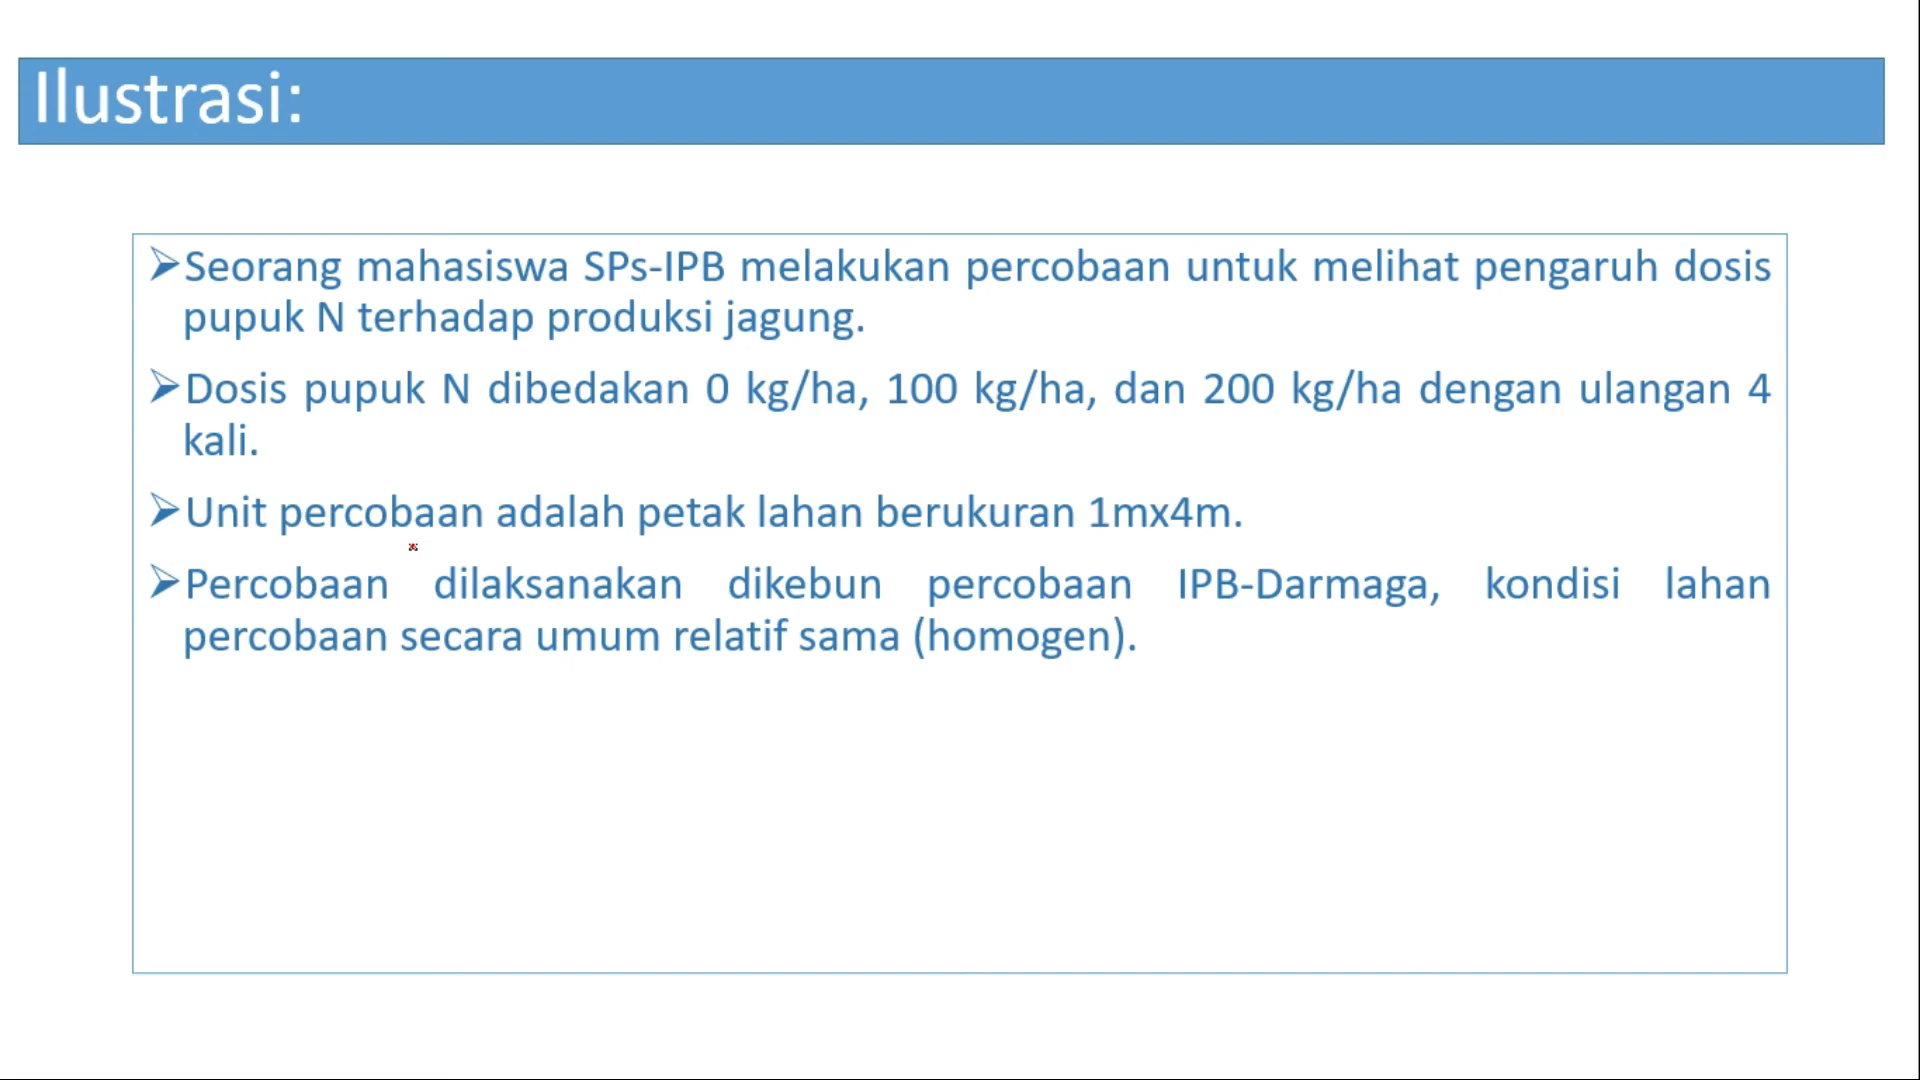 Ilustrasi:
➢Seorang mahasiswa SPs-IPB melakukan percobaan untuk melihat pengaruh dosis
pupuk N terhadap produksi jagung.
➢Dosis pupuk N dibedakan 0 kg/ha, 100 kg/ha, dan 200 kg/ha dengan ulangan 4
kali.
➢Unit percobaan adalah petak lahan berukuran 1mx4m.
➢Percobaan dilaksanakan dikebun percobaan IPB-Darmaga, kondisi lahan
percobaan secara umum relatif sama (homogen).